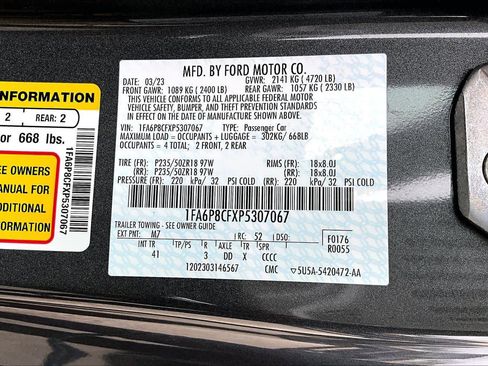 INFORMATION
2 REAR: 2
or 668 lbs.
EE OWNERS
ANUAL FOR
DDITIONAL
ORMATION
1FA6P8CFXP5307067
MFD. BY FORD MOTOR CO.
03/23 GVWR: 2141 KG ( 4720 LB)
FRONT GAWR: 1089 KG ( 2400 LB) REAR GAWR: 1057 KG ( 2330 LB)
THIS VEHICLE CONFORMS TO ALL APPLICABLE FEDERAL MOTOR
VEHICLE SAFETY, BUMPER, AND THEFT PREVENTION STANDARDS
IN EFFECT ON THE DATE OF MANUFACTURE SHOWN ABOVE.
VIN: 1FA6P8CFXP5307067 TYPE: Passenger Car
MAXIMUM LOAD = OCCUPANTS + LUGGAGE = 302KG/ 668LB
OCCUPANTS = 4 TOTAL: 2 FRONT, 2 REAR
TIRE (FR): P235/50ZR18 97W RIMS (FR): 18x8.0J
(RR): P235/50ZR18 97W (RR): 18x8.0J
PRESSURE (FR): 220 kPa/ 32 PSI COLD (RR): 220 kPa/ 32 PSI COLD
1FA6P8CFXP5307067
TRAILER TOWING - SEE OWNER GUIDE
EXT PNT: M7 RC: 52 F0176
R0055
INT TR TP/PS R AXLE TR SPR
41 3 D X CCCC
1202303146567 CMC 5U5A-5420472-AA